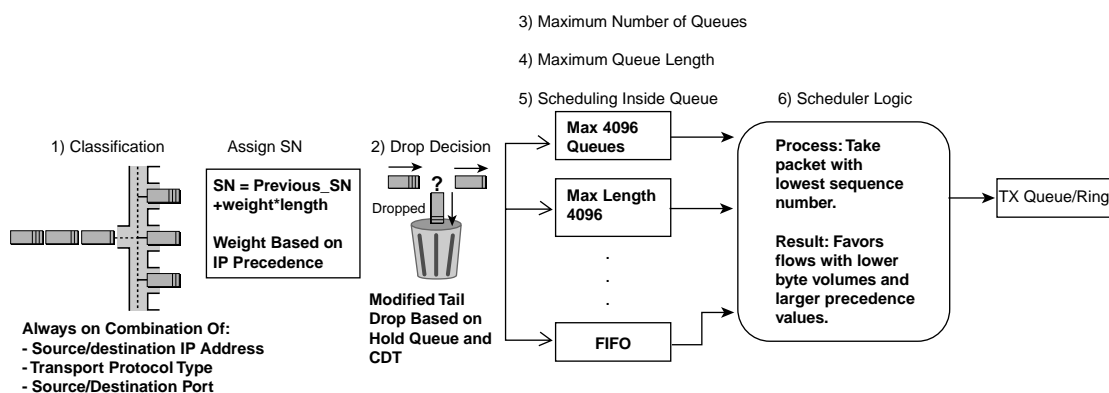 3) Maximum Number of Queues
4) Maximum Queue Length
5) Scheduling Inside Queue
6) Scheduler Logic
1) Classification
Assign SN
2) Drop Decision
SN = Previous_SN
+weight*length
Weight Based on
IP Precedence
?
Dropped
Modified Tail
Drop Based on
Hold Queue and
CDT
Max 4096
Queues
Max Length
4096
.
.
.
FIFO
Process: Take
packet with
lowest sequence
number.
Result: Favors
flows with lower
byte volumes and
larger precedence
values.
TX Queue/Ring
Always on Combination Of:
- Source/destination IP Address
- Transport Protocol Type
- Source/Destination Port